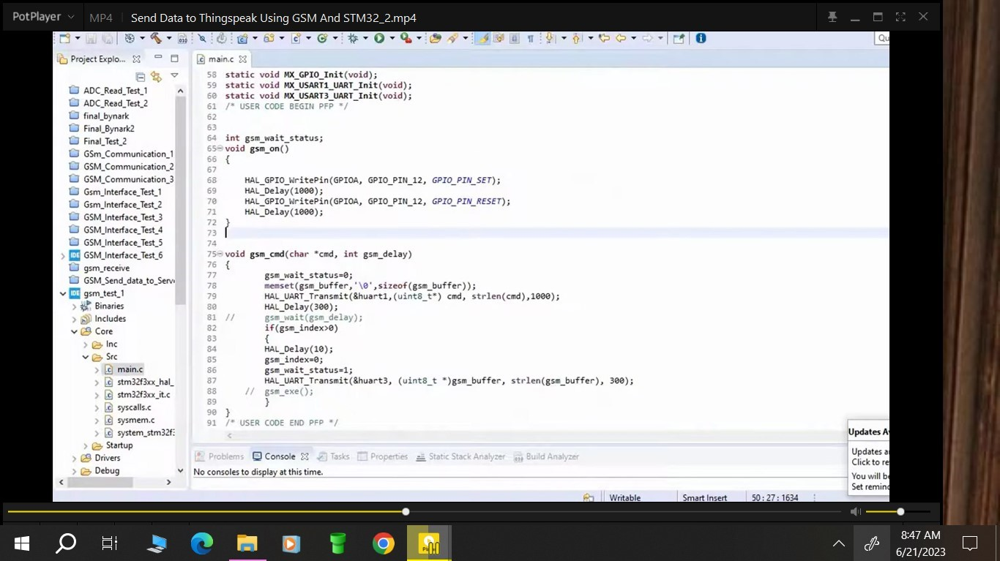 PotPlayer MP4 Send Data to Thingspeak Using GSM And STM32_2.mp4
Qu
Project Explo...
main.c
ADC_Read_Test_1
ADC_Read_Test_2
final_bynark
Final_Bynark2
Final_Test_2
GSm_Communication_1
GSM_Communication_2
GSM_Communication_3
Gsm_Interface_Test_1
Gsm_Interface_Test_2
GSM_Interface_Test_3
GSM_Interface_Test_4
GSM_Interface_Test_5
IDE GSM_Interface_Test_6
gsm_receive
GSM_Send_data_to_Serv
IDE gsm_test_1
Binaries
Includes
Core
Inc
Src
main.c
stm32f3xx_hal_
stm32f3xx_it.c
syscalls.c
sysmem.c
system_stm32f3
Startup
Drivers
Debug
58 static void MX_GPIO_Init(void);
59 static void MX_USART1_UART_Init(void);
60 static void MX_USART3_UART_Init(void);
61 /* USER CODE BEGIN PFP */
62
63
64 int gsm_wait_status;
65 void gsm_on()
66 {
67
68 HAL_GPIO_WritePin(GPIOA, GPIO_PIN_12, GPIO_PIN_SET);
69 HAL_Delay(1000);
70 HAL_GPIO_WritePin(GPIOA, GPIO_PIN_12, GPIO_PIN_RESET);
71 HAL_Delay(1000);
72 }
73
74
75 void gsm_cmd(char *cmd, int gsm_delay)
76 {
77 gsm_wait_status=0;
78 memset(gsm_buffer,'\0',sizeof(gsm_buffer));
79 HAL_UART_Transmit(&huart1,(uint8_t*) cmd, strlen(cmd),1000);
80 HAL_Delay(300);
81 // gsm_wait(gsm_delay);
82 if(gsm_index>0)
83 {
84 HAL_Delay(10);
85 gsm_index=0;
86 gsm_wait_status=1;
87 HAL_UART_Transmit(&huart3, (uint8_t *)gsm_buffer, strlen(gsm_buffer), 300);
88 // gsm_exe();
89 }
90 }
91 /* USER CODE END PFP */
Problems Console Tasks Properties Static Stack Analyzer Build Analyzer
No consoles to display at this time.
Updates Av
Updates a
Click to re
You will be
Set remind
Writable Smart Insert 50 : 27 : 1634
8:47 AM
6/21/2023